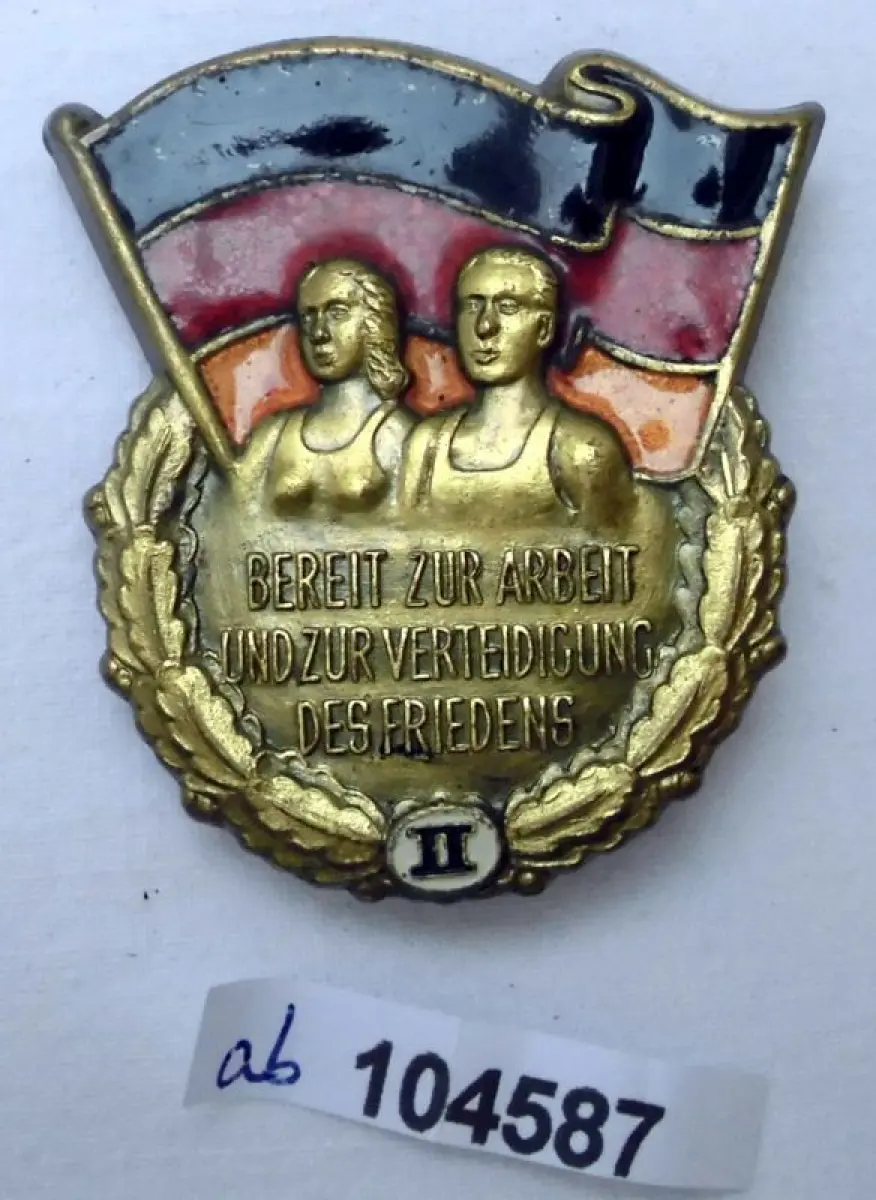 BEREIT ZUR ARBEIT
UND ZUR VERTEIDIGUNG
DES FRIEDENS
II
ab 104587